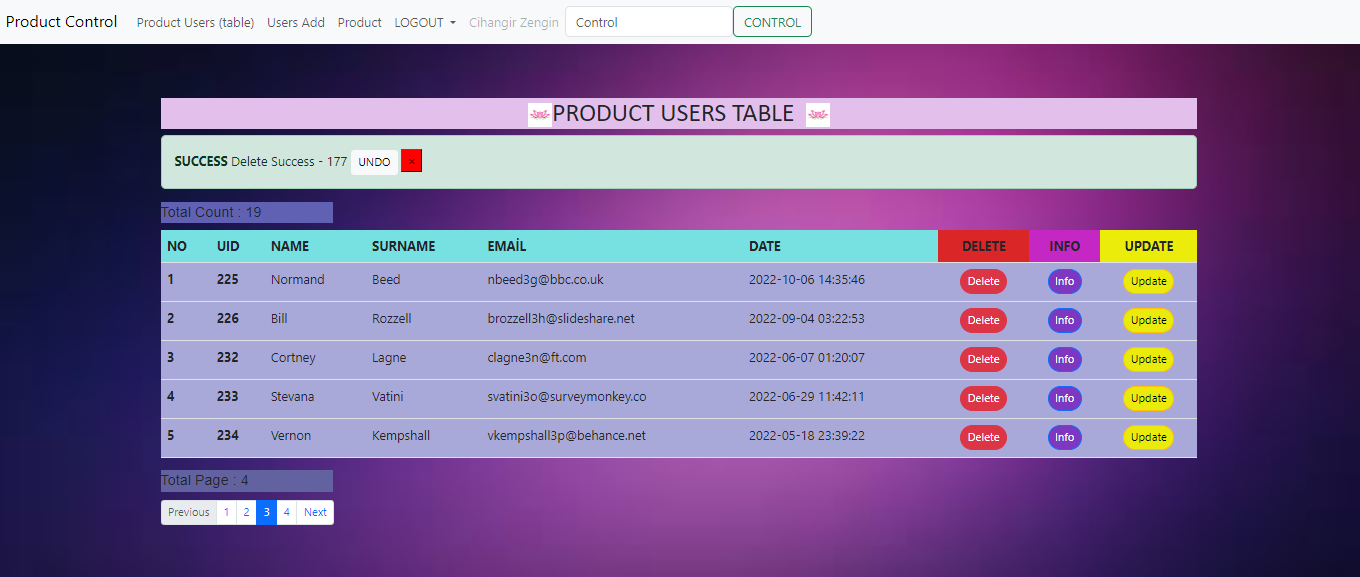 Product Control Product Users (table) Users Add Product LOGOUT Cihangir Zengin Control CONTROL
PRODUCT USERS TABLE
SUCCESS Delete Success - 177 UNDO ×
Total Count : 19
NO UID NAME SURNAME EMAİL DATE DELETE INFO UPDATE
1 225 Normand Beed nbeed3g@bbc.co.uk 2022-10-06 14:35:46 Delete Info Update
2 226 Bill Rozzell brozzell3h@slideshare.net 2022-09-04 03:22:53 Delete Info Update
3 232 Cortney Lagne clagne3n@ft.com 2022-06-07 01:20:07 Delete Info Update
4 233 Stevana Vatini svatini3o@surveymonkey.co 2022-06-29 11:42:11 Delete Info Update
5 234 Vernon Kempshall vkempshall3p@behance.net 2022-05-18 23:39:22 Delete Info Update
Total Page : 4
Previous 1 2 3 4 Next